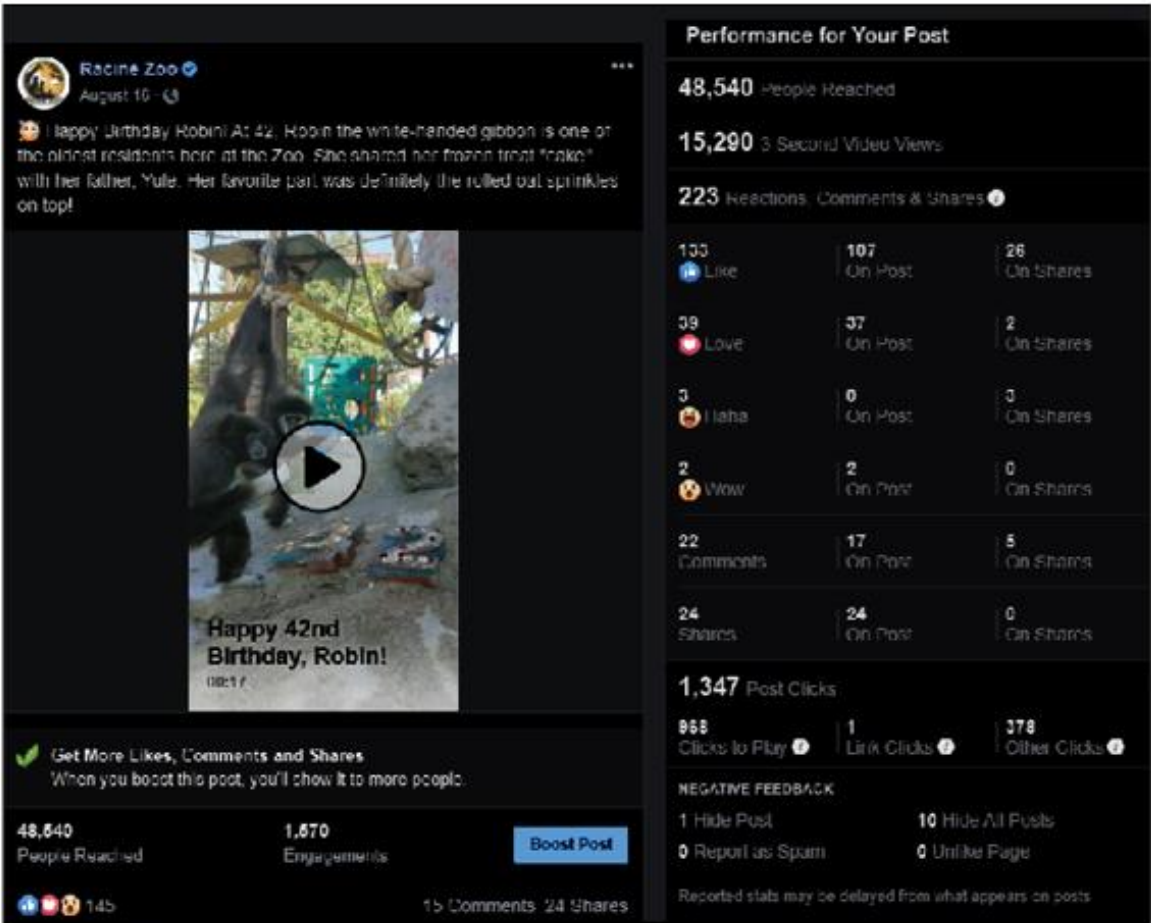 Racine Zoo
August 16
Happy Birthday Robin! At 42, Robin the white-handed gibbon is one of
the oldest residents here at the Zoo. She shared her frozen treat "cake"
with her father, Yule. Her favorite part was definitely the rolled oat sprinkles
on top!
Happy 42nd
Birthday, Robin!
00:17
Get More Likes, Comments and Shares
When you boost this post, you'll show it to more people.
48,540 1,570
People Reached Engagements
Boost Post
145 15 Comments 24 Shares
Performance for Your Post
48,540 People Reached
15,290 3 Second Video Views
223 Reactions, Comments & Shares
133 107 26
Like On Post On Shares
39 37 2
Love On Post On Shares
3 0 3
Haha On Post On Shares
2 2 0
Wow On Post On Shares
22 17 5
Comments On Post On Shares
24 24 0
Shares On Post On Shares
1,347 Post Clicks
968 1 378
Clicks to Play Link Clicks Other Clicks
NEGATIVE FEEDBACK
1 Hide Post 10 Hide All Posts
0 Report as Spam 0 Unlike Page
Reported stats may be delayed from what appears on posts